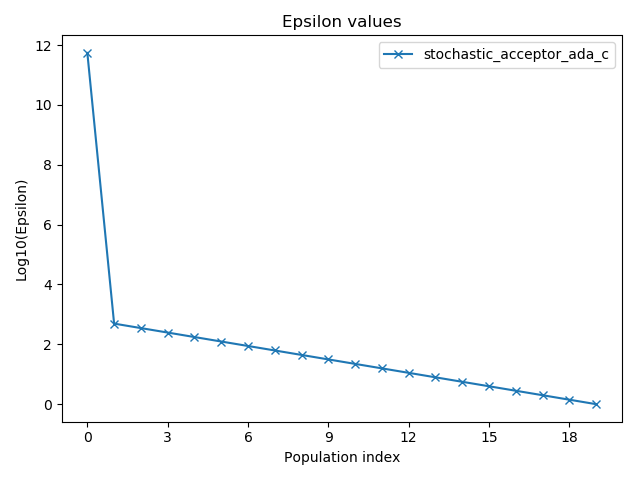 Epsilon values
stochastic_acceptor_ada_c
12
10
8
6
4
2
0
Log10(Epsilon)
0 3 6 9 12 15 18
Population index